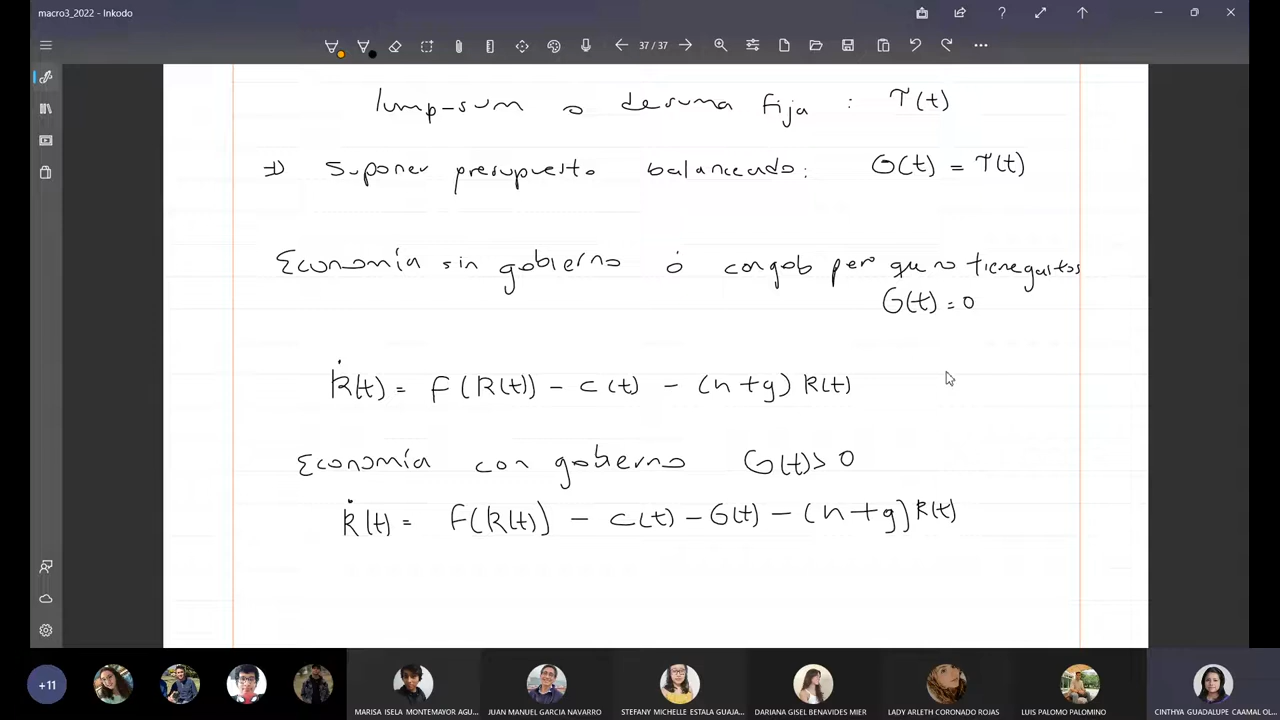 macro3_2022 - Inkodo
37 / 37
lump-sum o de suma fija : T(t)
⇒ Suponer presupuesto balanceado: G(t) = T(t)
Economía sin gobierno ó con gob pero que no tiene gastos
G(t) = 0
k̇(t) = f(k(t)) - c(t) - (n+g) k(t)
Economía con gobierno G(t) > 0
k̇(t) = f(k(t)) - c(t) - G(t) - (n+g) k(t)
+11
MARISA ISELA MONTEMAYOR AGU...
JUAN MANUEL GARCIA NAVARRO
STEFANY MICHELLE ESTALA GUAJA...
DARIANA GISEL BENAVIDES MIER
LADY ARLETH CORONADO ROJAS
LUIS PALOMO PALOMINO
CINTHYA GUADALUPE CAAMAL OL...